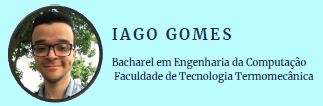 IAGO GOMES
Bacharel em Engenharia da Computação
Faculdade de Tecnologia Termomecânica